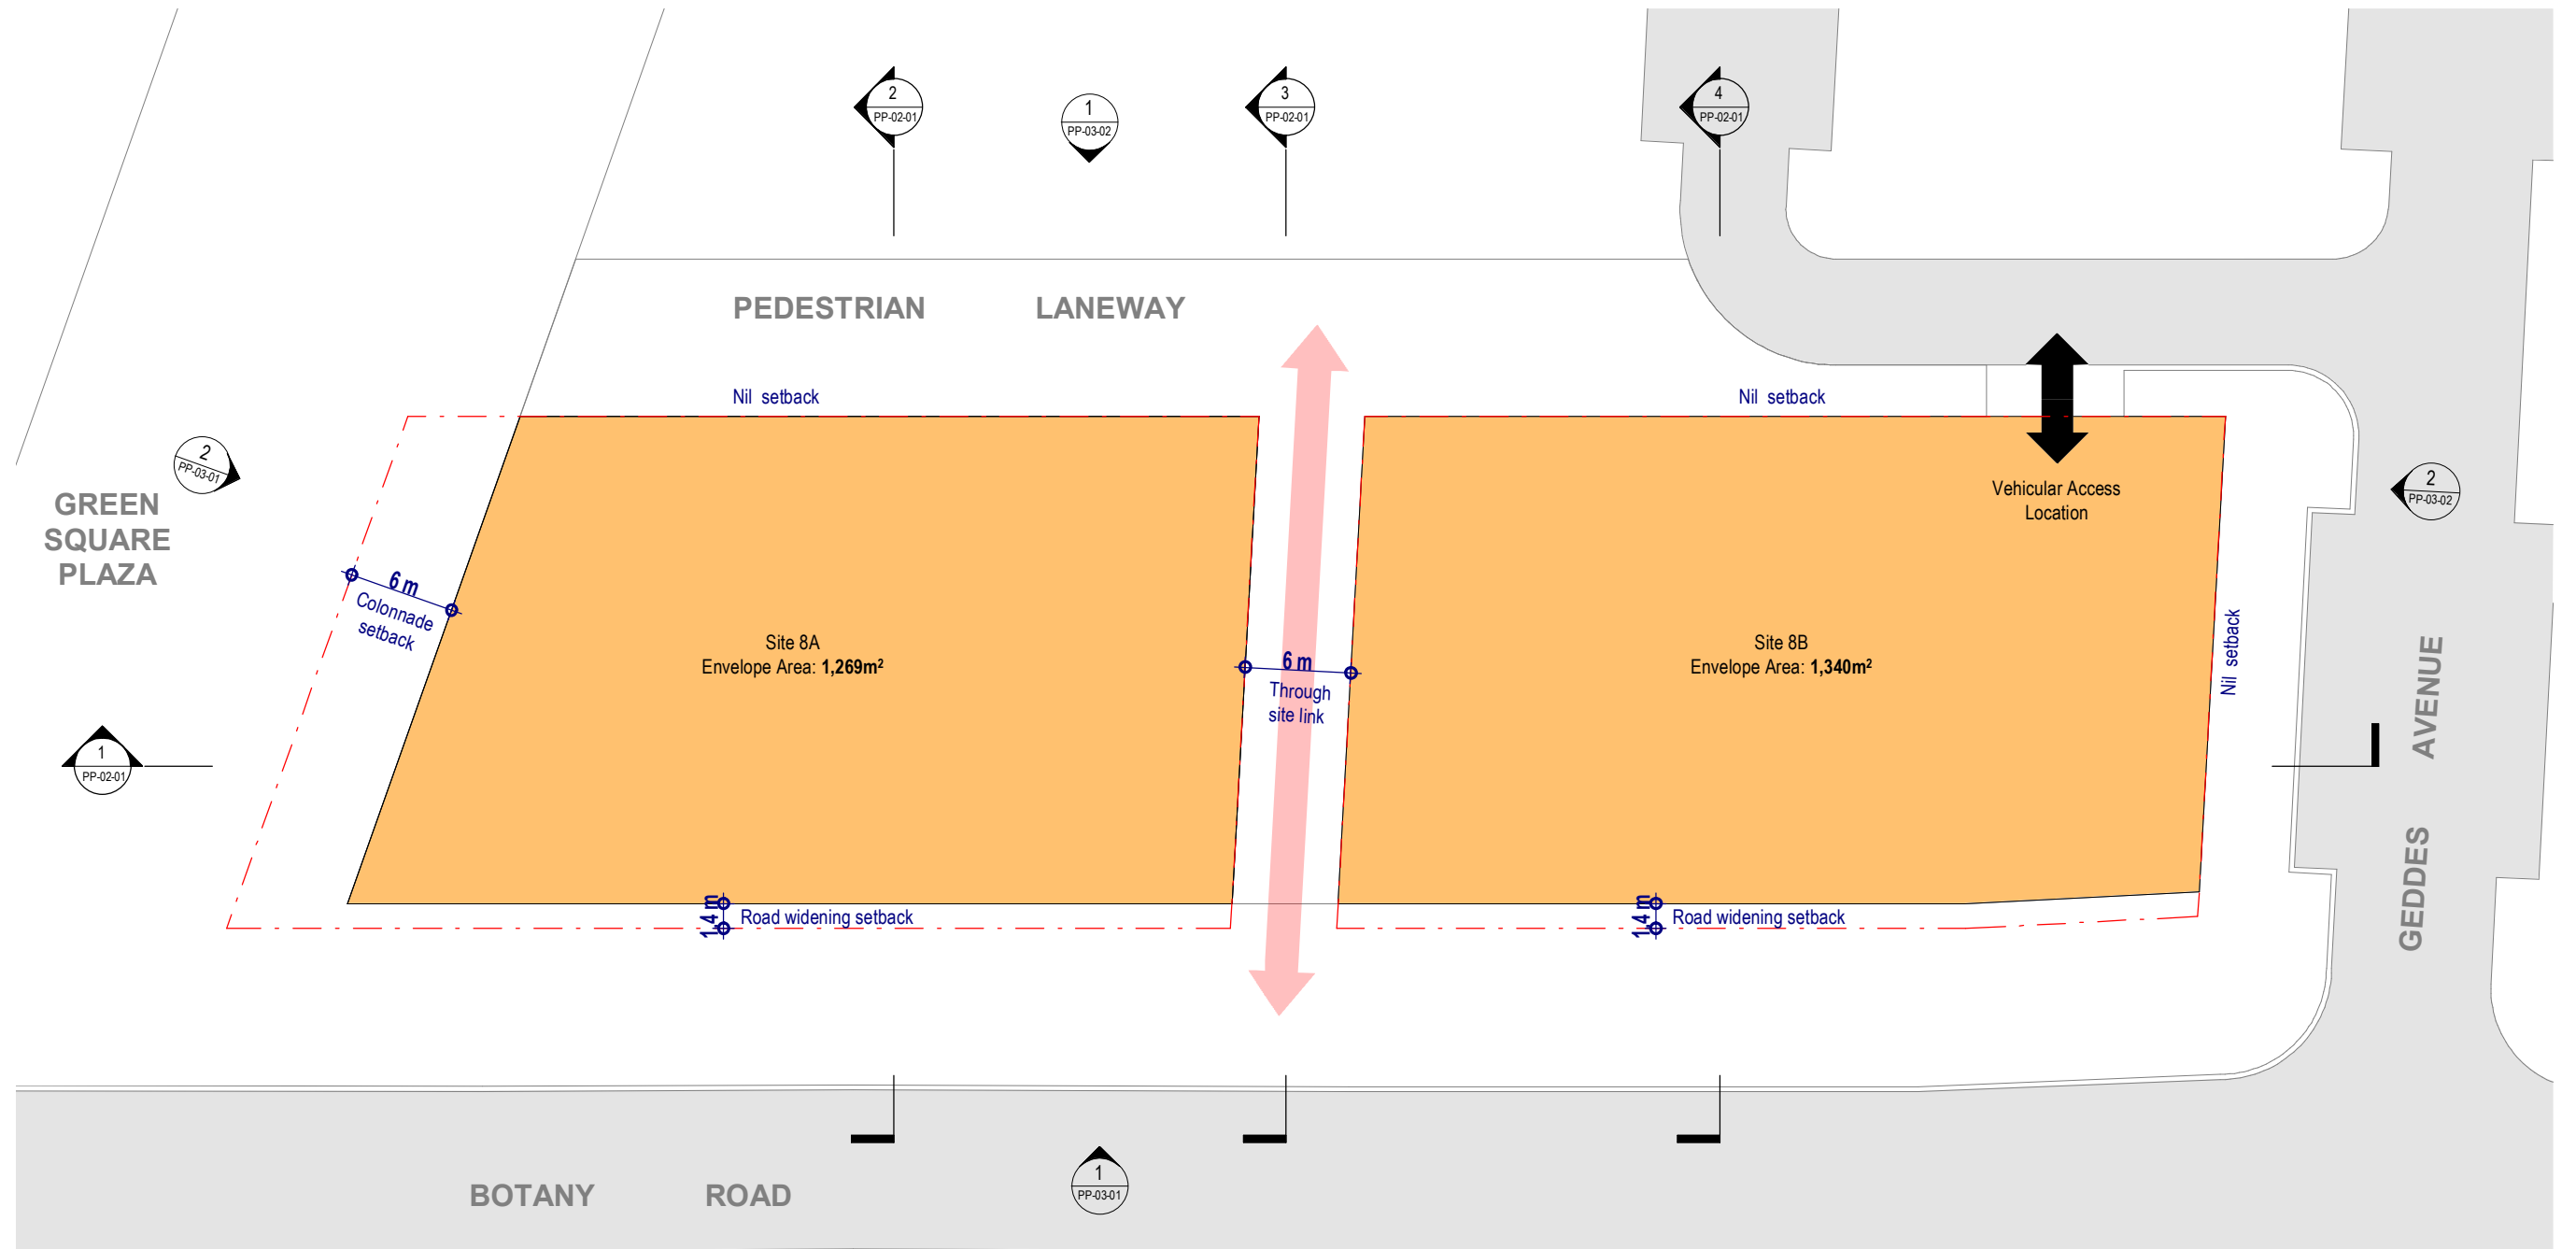 2
PP-02-01
1
PP-03-02
3
PP-02-01
4
PP-02-01
PEDESTRIAN LANEWAY
Nil setback
Nil setback
2
PP-03-01
GREEN
SQUARE
PLAZA
Vehicular Access
Location
2
PP-03-02
6 m
Colonnade
setback
Site 8A
Envelope Area: 1,269m²
6 m
Through
site link
Site 8B
Envelope Area: 1,340m²
Nil setback
GEDDES AVENUE
1
PP-02-01
1,4 m
Road widening setback
1,4 m
Road widening setback
BOTANY ROAD
1
PP-03-01